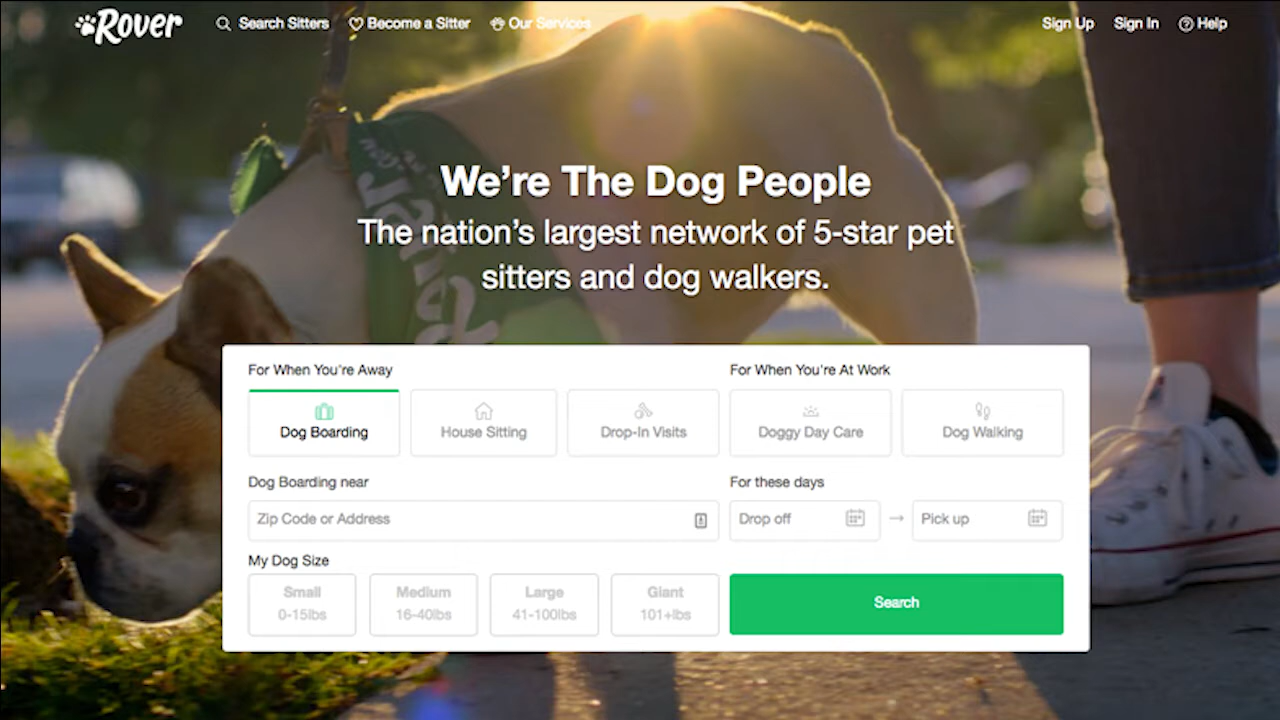 Rover
Search Sitters
Become a Sitter
Our Services
Sign Up
Sign In
Help
We're The Dog People
The nation's largest network of 5-star pet
sitters and dog walkers.
For When You're Away
For When You're At Work
Dog Boarding
House Sitting
Drop-In Visits
Doggy Day Care
Dog Walking
Dog Boarding near
For these days
Zip Code or Address
Drop off
Pick up
My Dog Size
Small
0-15lbs
Medium
16-40lbs
Large
41-100lbs
Giant
101+lbs
Search